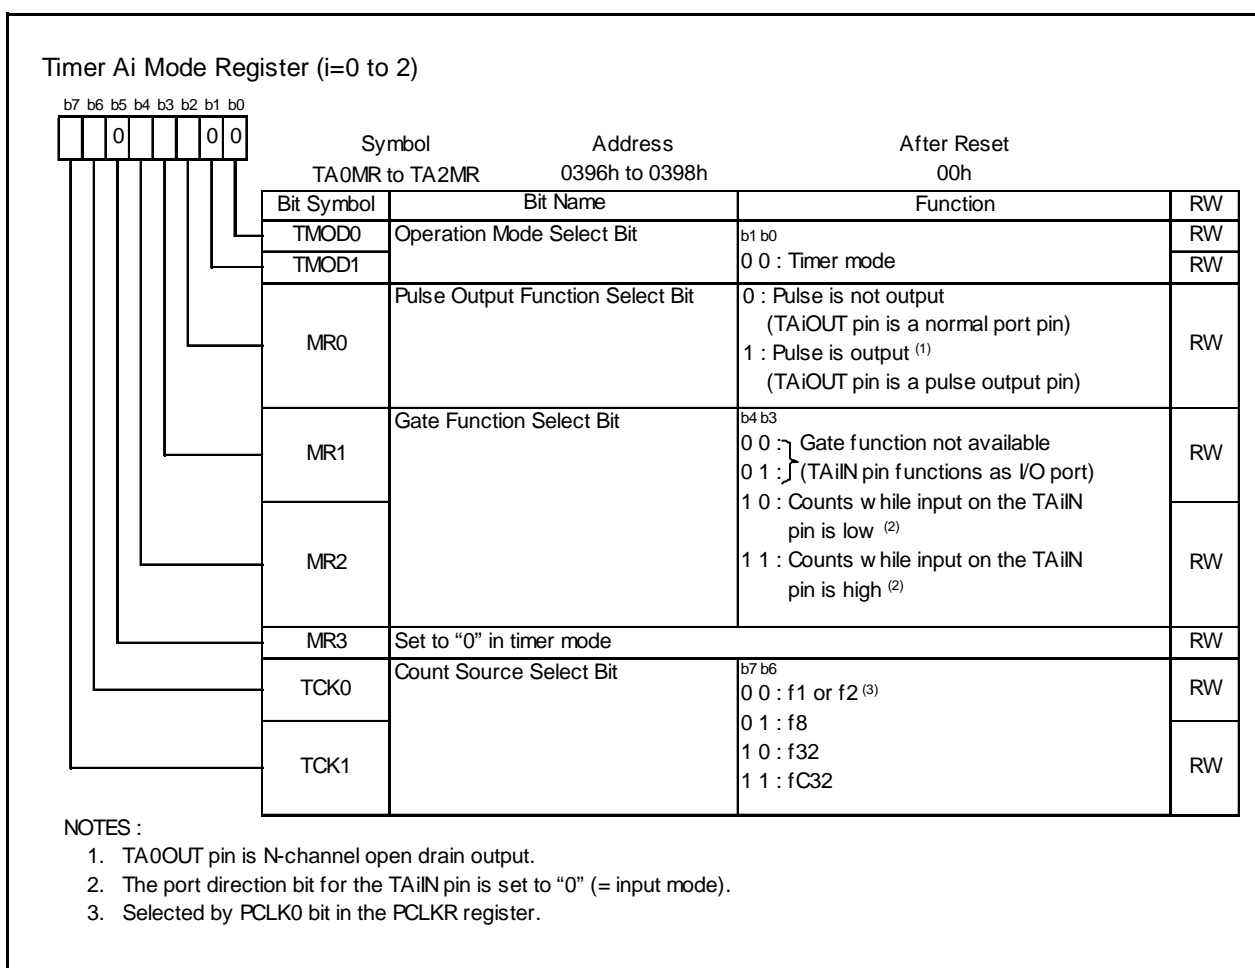 Timer Ai Mode Register (i=0 to 2)
b7 b6 b5 b4 b3 b2 b1 b0
0 0 0
Symbol Address After Reset
TA0MR to TA2MR 0396h to 0398h 00h
Bit Symbol Bit Name Function RW
TMOD0 Operation Mode Select Bit b1 b0 RW
TMOD1 0 0 : Timer mode RW
Pulse Output Function Select Bit 0 : Pulse is not output
(TAiOUT pin is a normal port pin)
MR0 1 : Pulse is output (1) RW
(TAiOUT pin is a pulse output pin)
Gate Function Select Bit b4 b3
0 0 : Gate function not available
MR1 RW
0 1 : (TAiIN pin functions as I/O port)
1 0 : Counts while input on the TAiIN
pin is low (2)
MR2 1 1 : Counts while input on the TAiIN RW
pin is high (2)
MR3 Set to “0” in timer mode RW
Count Source Select Bit b7 b6
TCK0 0 0 : f1 or f2 (3) RW
0 1 : f8
1 0 : f32
TCK1 RW
1 1 : fC32
NOTES :
1. TA0OUT pin is N-channel open drain output.
2. The port direction bit for the TAiIN pin is set to “0” (= input mode).
3. Selected by PCLK0 bit in the PCLKR register.